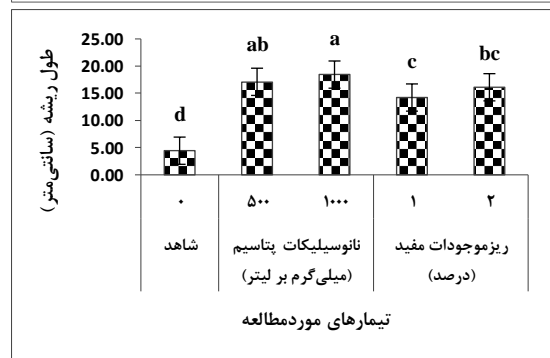 طول ریشه (سانتی‌متر)
25.00
20.00
15.00
10.00
5.00
0.00
d
ab
a
c
bc
۰
۵۰۰
۱۰۰۰
۱
۲
شاهد
نانوسیلیکات پتاسیم
(میلی‌گرم بر لیتر)
ریزموجودات مفید
(درصد)
تیمارهای موردمطالعه